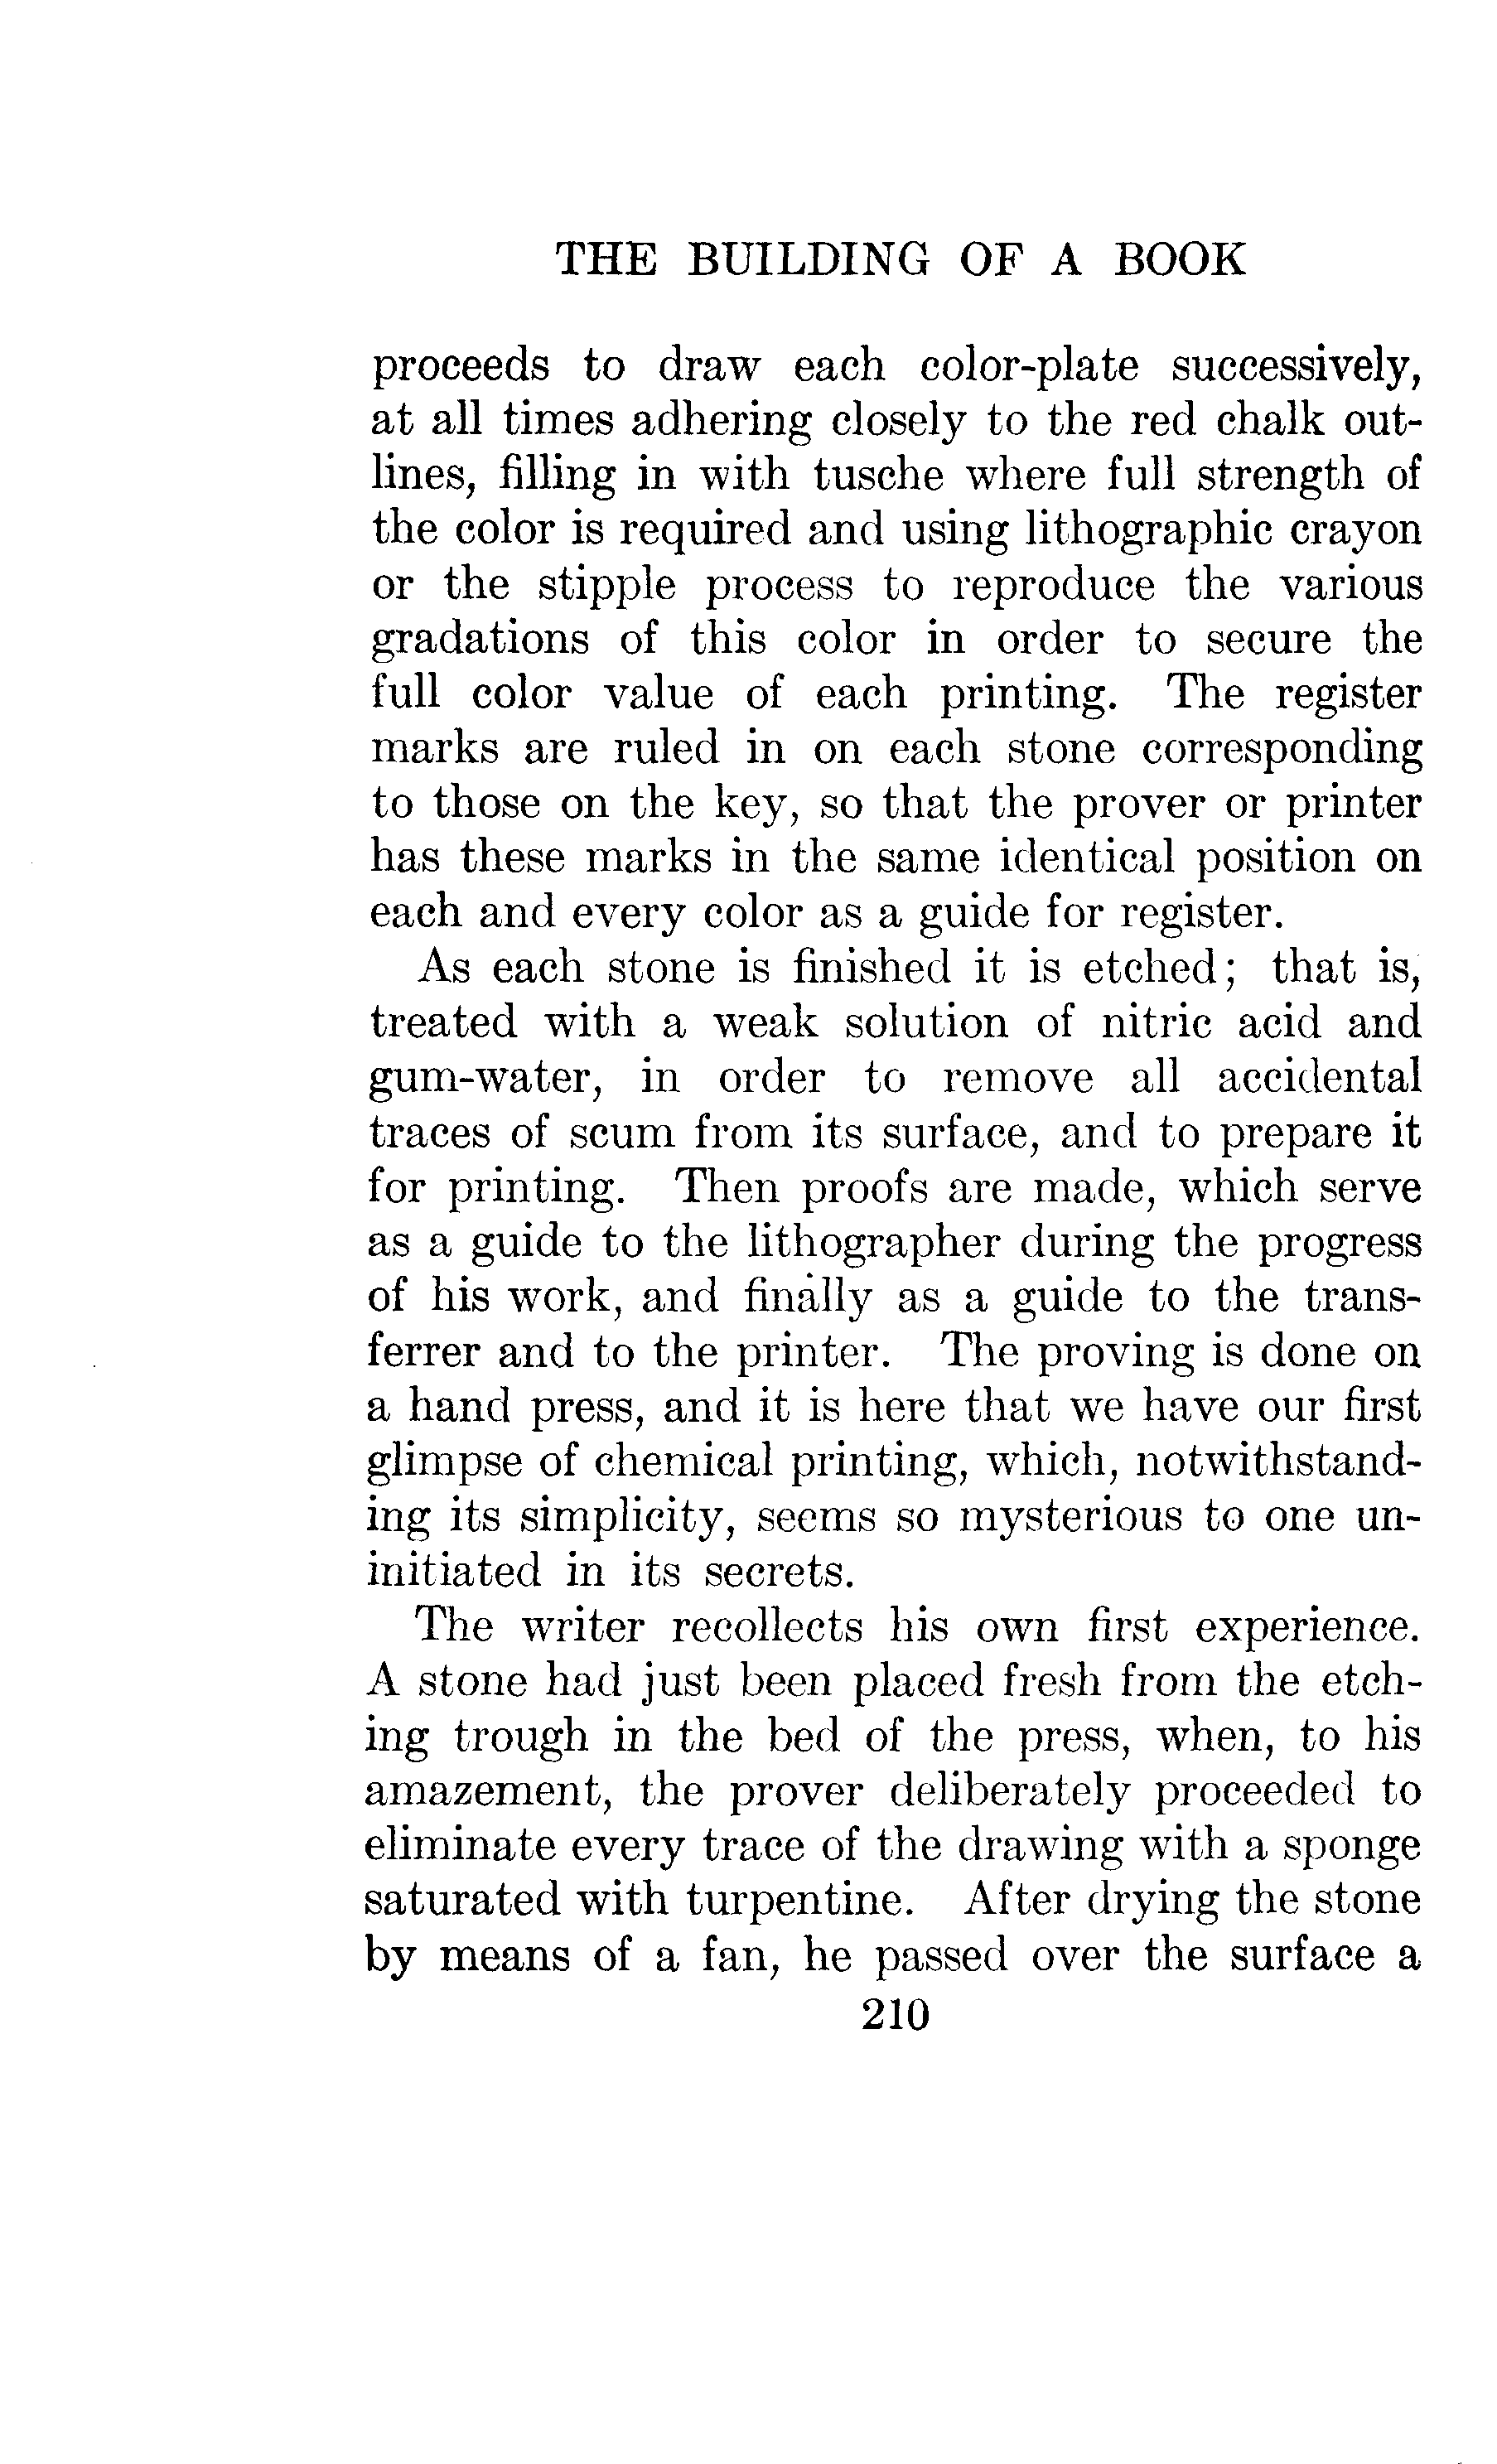 THE BUILDING OF A BOOK
proceeds to draw each color-plate successively,
at all times adhering closely to the red chalk out-
lines, filling in with tusche where full strength of
the color is required and using lithographic crayon
or the stipple process to reproduce the various
gradations of this color in order to secure the
full color value of each printing. The register
marks are ruled in on each stone corresponding
to those on the key, so that the prover or printer
has these marks in the same identical position on
each and every color as a guide for register.
As each stone is finished it is etched; that is,
treated with a weak solution of nitric acid and
gum-water, in order to remove all accidental
traces of scum from its surface, and to prepare it
for printing. Then proofs are made, which serve
as a guide to the lithographer during the progress
of his work, and finally as a guide to the trans-
ferrer and to the printer. The proving is done on
a hand press, and it is here that we have our first
glimpse of chemical printing, which, notwithstand-
ing its simplicity, seems so mysterious to one un-
initiated in its secrets.
The writer recollects his own first experience.
A stone had just been placed fresh from the etch-
ing trough in the bed of the press, when, to his
amazement, the prover deliberately proceeded to
eliminate every trace of the drawing with a sponge
saturated with turpentine. After drying the stone
by means of a fan, he passed over the surface a
210